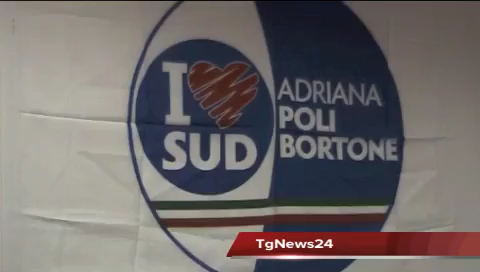 I
SUD
ADRIANA
POLI
BORTONE
TgNews24